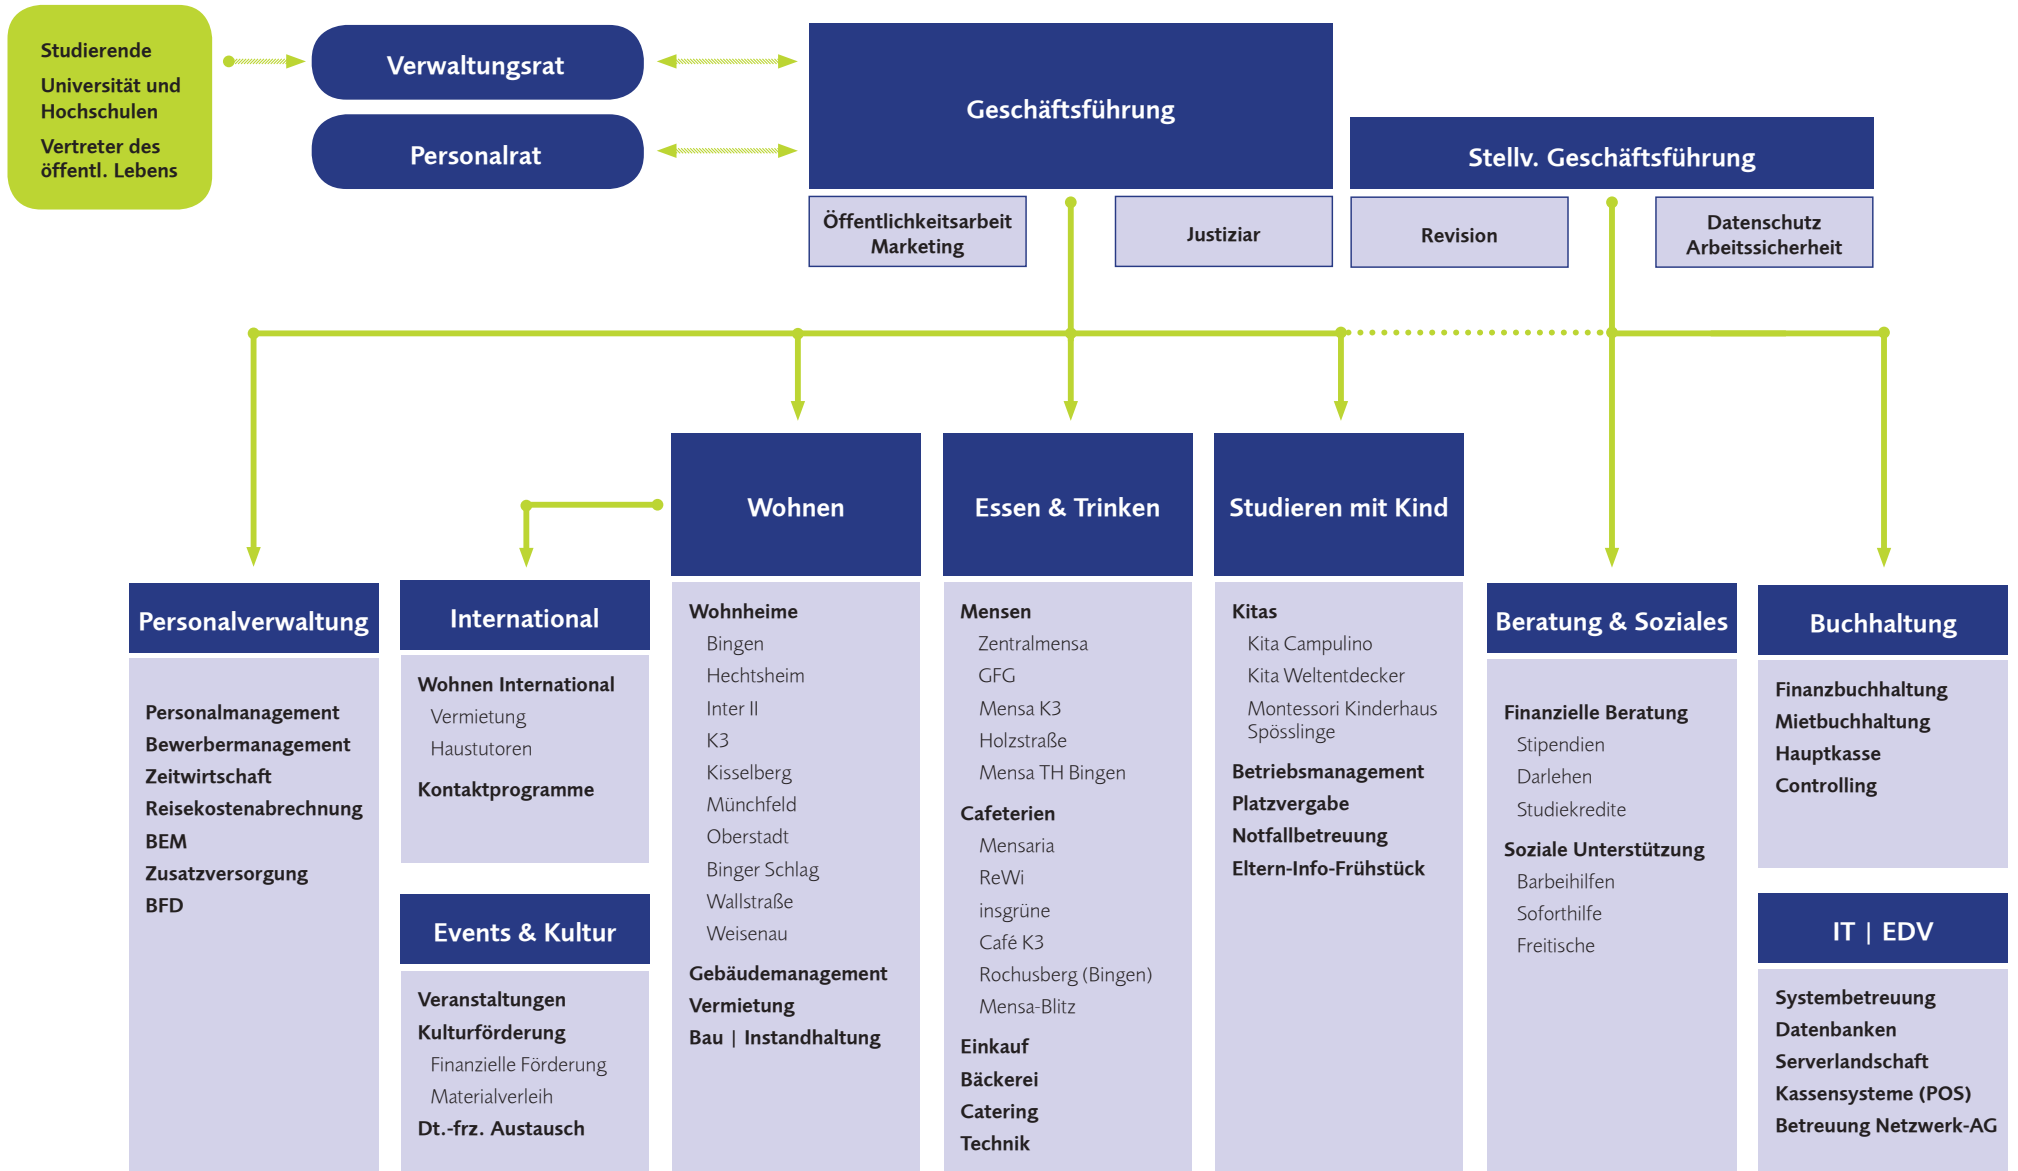 Studierende
Universität und
Hochschulen
Vertreter des
öffentl. Lebens
Verwaltungsrat
Personalrat
Geschäftsführung
Stellv. Geschäftsführung
Öffentlichkeitsarbeit
Marketing
Justiziar
Revision
Datenschutz
Arbeitssicherheit
Personalverwaltung
Personalmanagement
Bewerbermanagement
Zeitwirtschaft
Reisekostenabrechnung
BEM
Zusatzversorgung
BFD
International
Wohnen International
Vermietung
Haustutoren
Kontaktprogramme
Events & Kultur
Veranstaltungen
Kulturförderung
Finanzielle Förderung
Materialverleih
Dt.-frz. Austausch
Wohnen
Wohnheime
Bingen
Hechtsheim
Inter II
K3
Kisselberg
Münchfeld
Oberstadt
Binger Schlag
Wallstraße
Weisenau
Gebäudemanagement
Vermietung
Bau | Instandhaltung
Essen & Trinken
Mensen
Zentralmensa
GFG
Mensa K3
Holzstraße
Mensa TH Bingen
Cafeterien
Mensaria
ReWi
insgrüne
Café K3
Rochusberg (Bingen)
Mensa-Blitz
Einkauf
Bäckerei
Catering
Technik
Studieren mit Kind
Kitas
Kita Campulino
Kita Weltentdecker
Montessori Kinderhaus
Spösslinge
Betriebsmanagement
Platzvergabe
Notfallbetreuung
Eltern-Info-Frühstück
Beratung & Soziales
Finanzielle Beratung
Stipendien
Darlehen
Studiekredite
Soziale Unterstützung
Barbeihilfen
Soforthilfe
Freitische
Buchhaltung
Finanzbuchhaltung
Mietbuchhaltung
Hauptkasse
Controlling
IT | EDV
Systembetreuung
Datenbanken
Serverlandschaft
Kassensysteme (POS)
Betreuung Netzwerk-AG